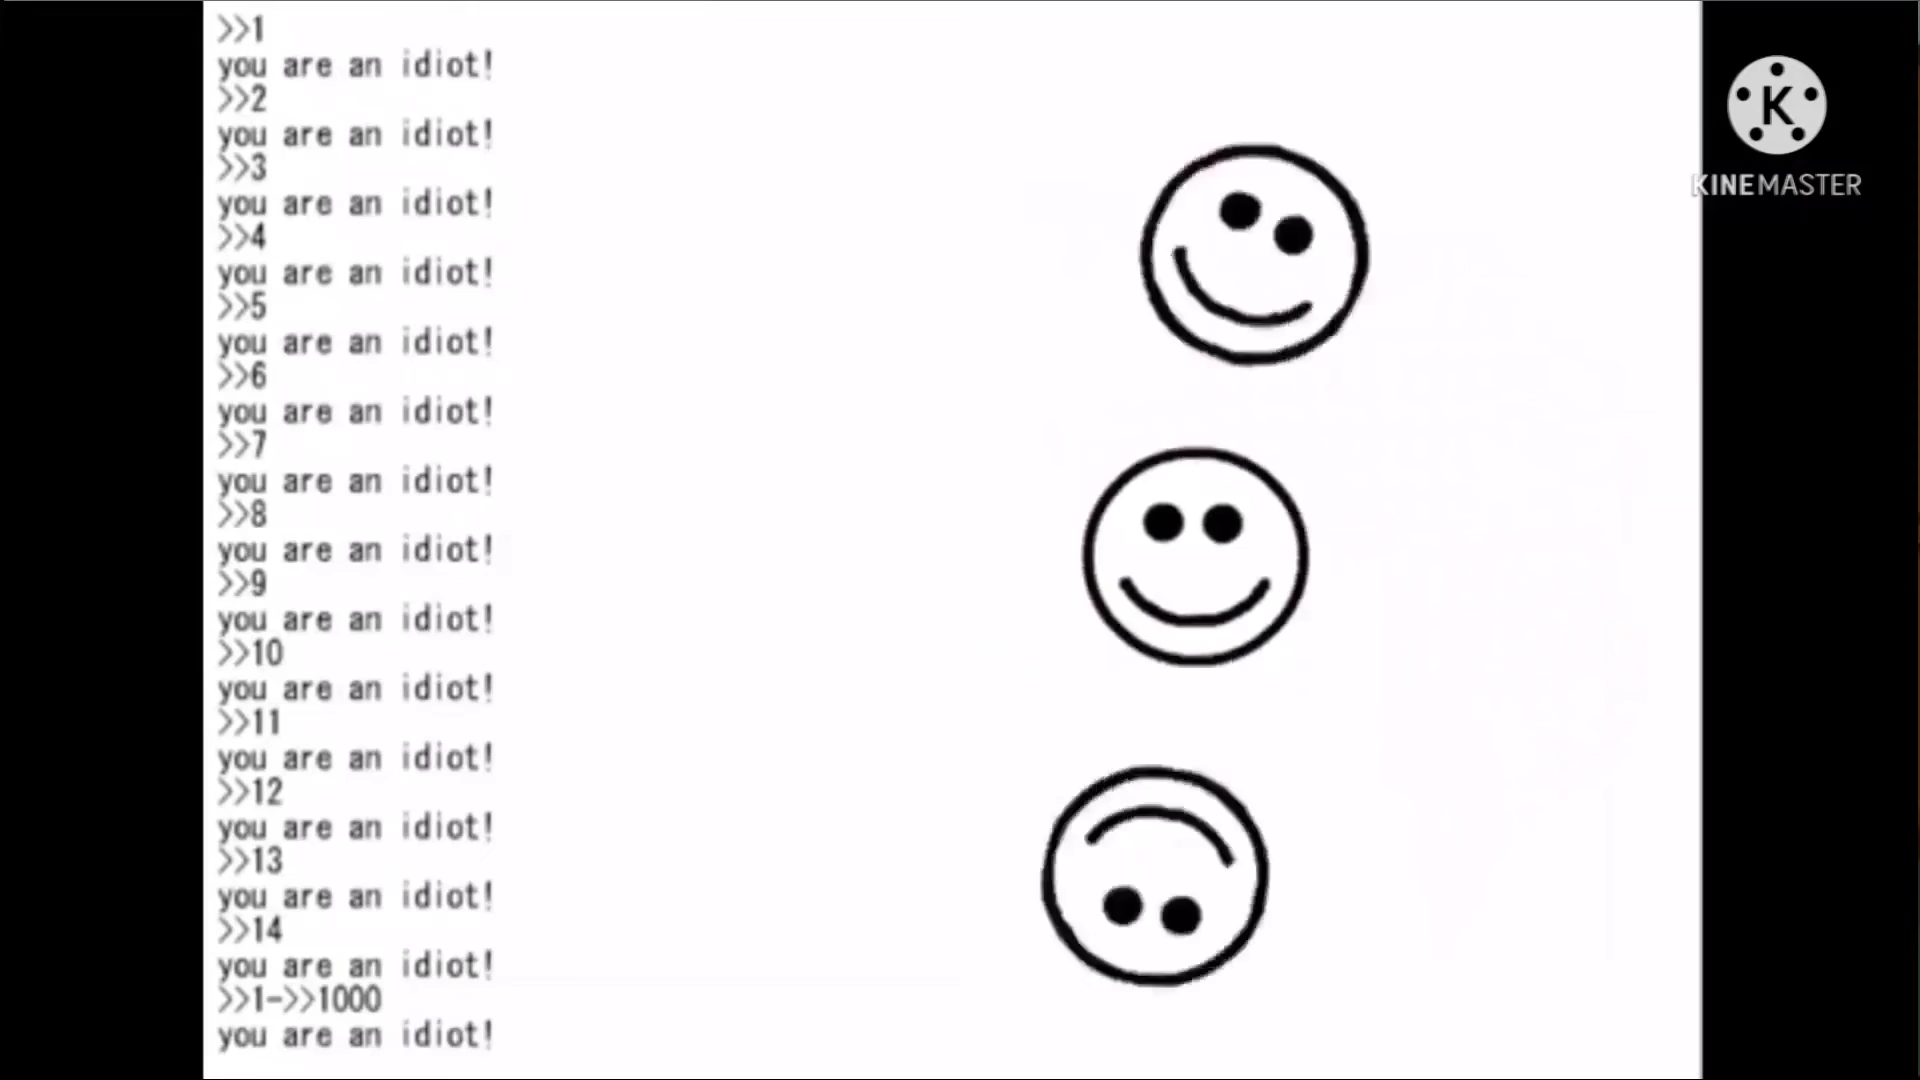 >>1
you are an idiot!
>>2
you are an idiot!
>>3
you are an idiot!
>>4
you are an idiot!
>>5
you are an idiot!
>>6
you are an idiot!
>>7
you are an idiot!
>>8
you are an idiot!
>>9
you are an idiot!
>>10
you are an idiot!
>>11
you are an idiot!
>>12
you are an idiot!
>>13
you are an idiot!
>>14
you are an idiot!
>>1->>1000
you are an idiot!
K
KINEMASTER